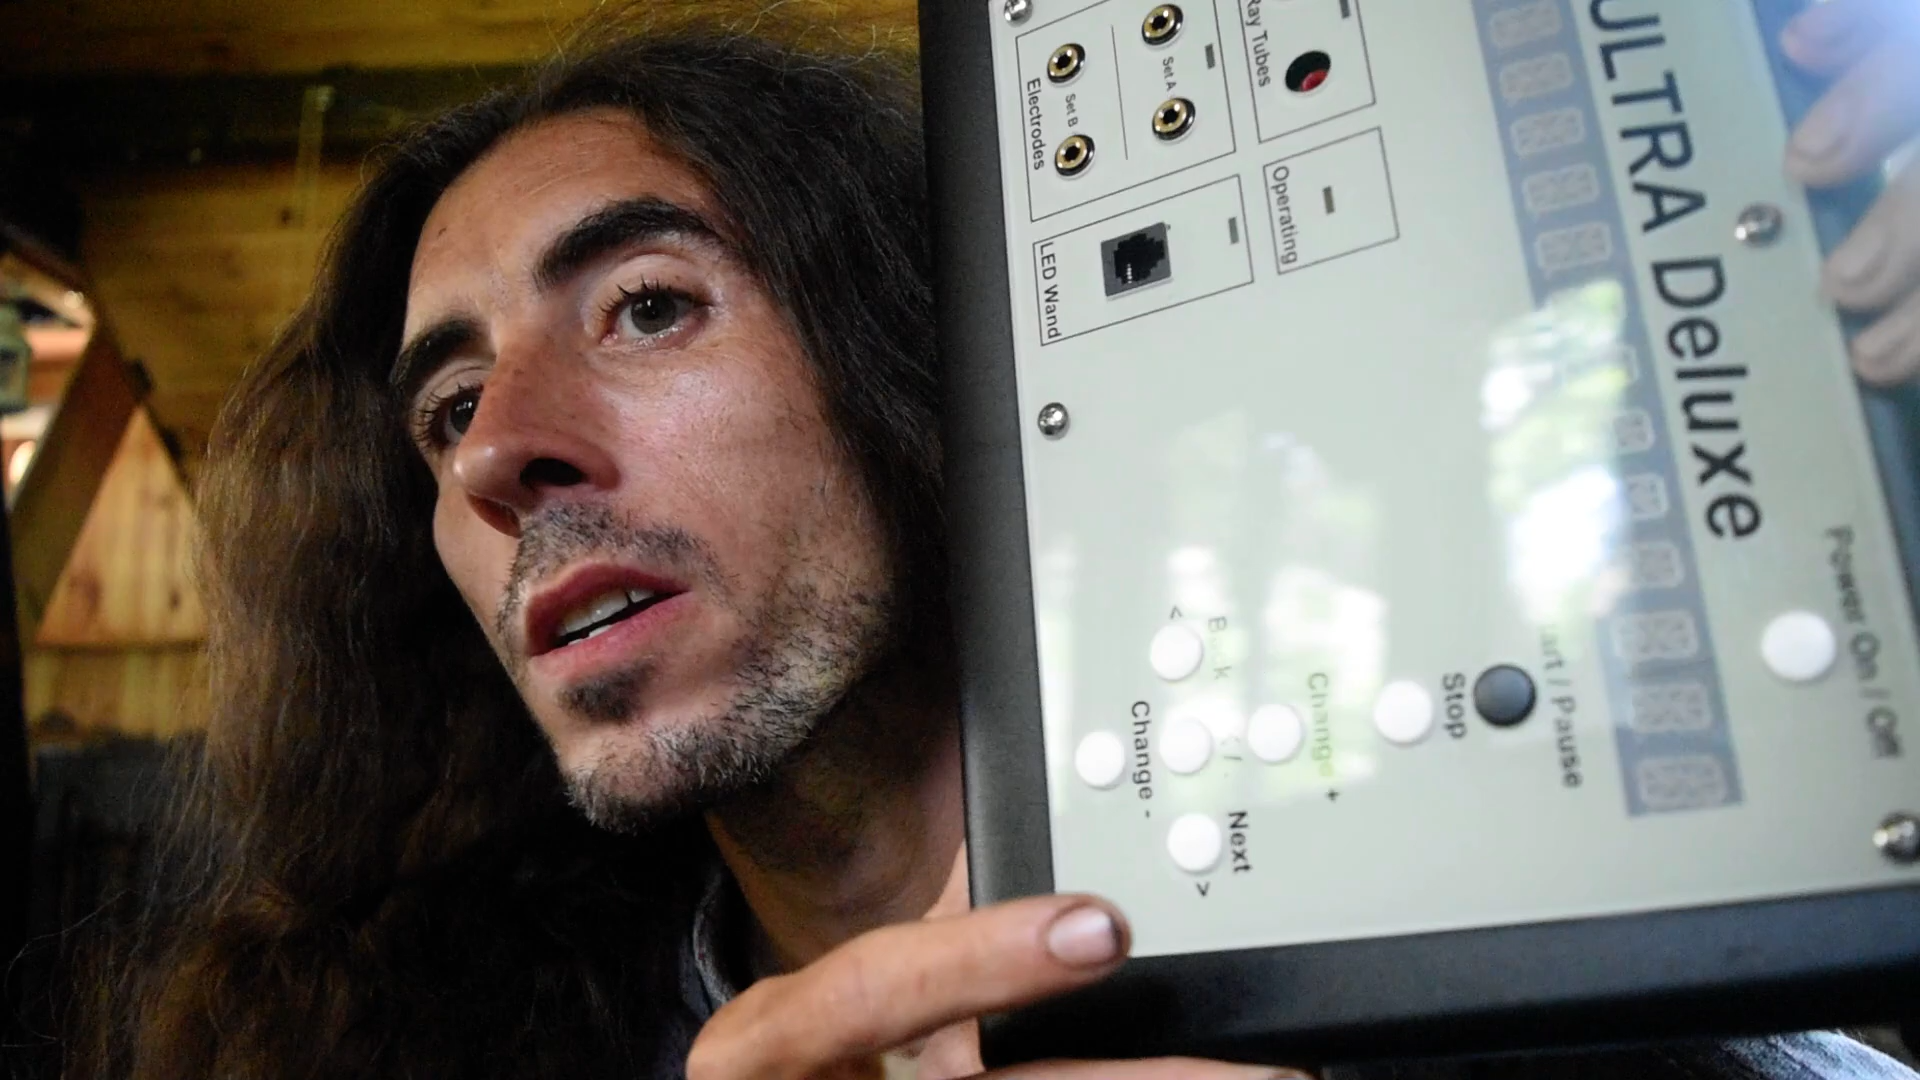 ULTRA Deluxe
Power On / Off
Ray Tubes
Set A
Set B
Electrodes
Operating
LED Wand
Pause
Stop
Change +
<
Back
Next
>
Change -